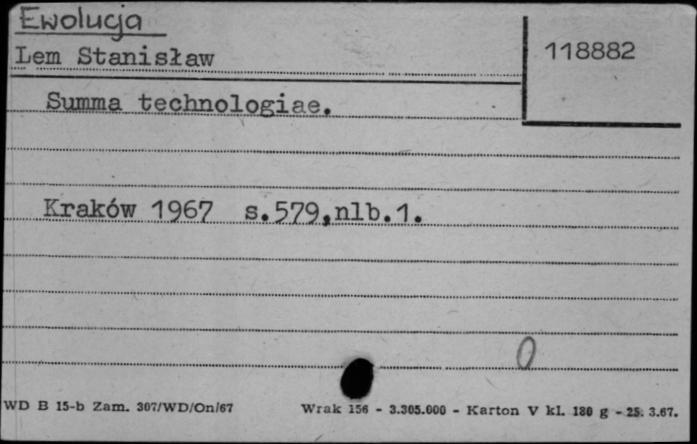 Ewolucja
Lem Stanisław
118882
Summa technologiae.
Kraków 1967 s.579,nlb.1.
0
WD B 15-b Zam. 307/WD/On/67 Wrak 156 - 3.305.000 - Karton V kl. 180 g - 25. 3.67.